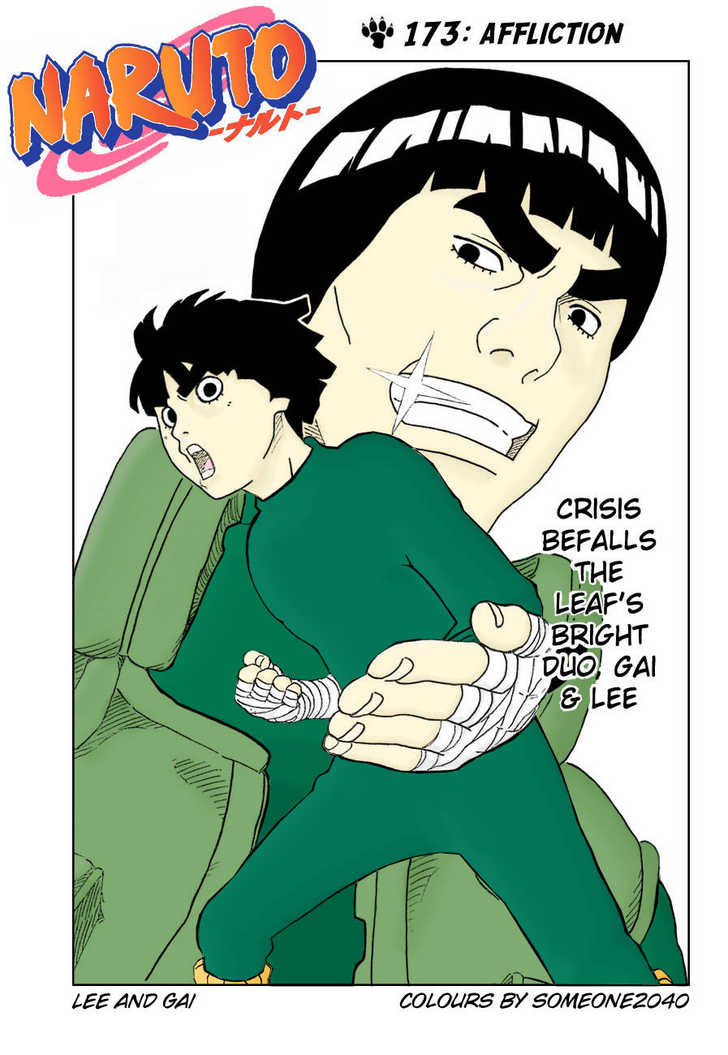 NARUTO
-ナルト-
173: AFFLICTION
CRISIS
BEFALLS
THE
LEAF'S
BRIGHT
DUO, GAI
& LEE
LEE AND GAI
COLOURS BY SOMEONE2040